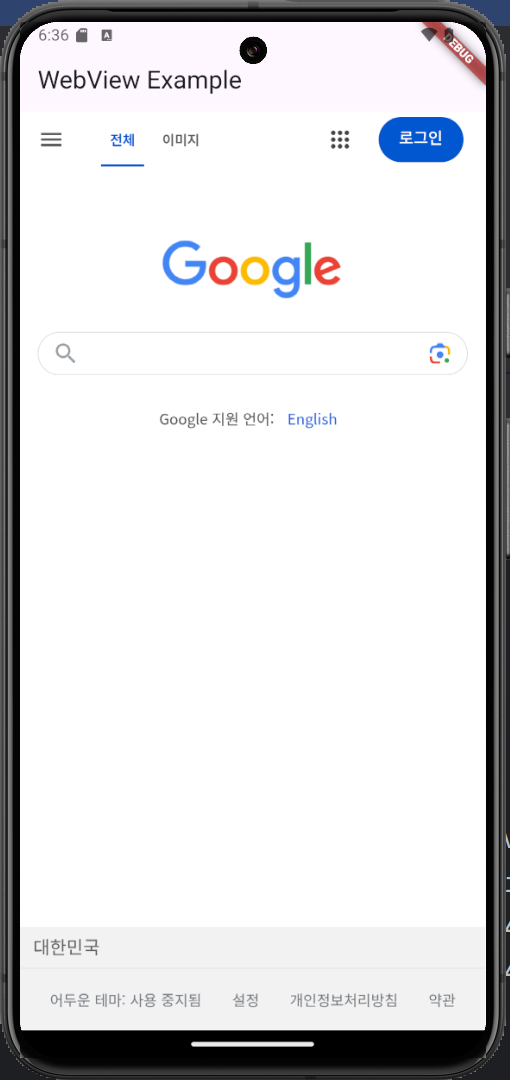 6:36
DEBUG
WebView Example
전체 이미지 로그인
Google
Google 지원 언어: English
대한민국
어두운 테마: 사용 중지됨 설정 개인정보처리방침 약관